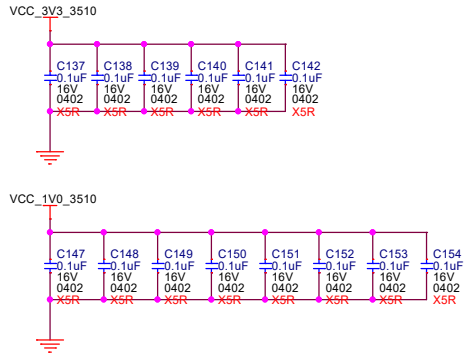 VCC_3V3_3510
C137 C138 C139 C140 C141 C142
0.1uF 0.1uF 0.1uF 0.1uF 0.1uF 0.1uF
16V 16V 16V 16V 16V 16V
0402 0402 0402 0402 0402 0402
X5R X5R X5R X5R X5R X5R
VCC_1V0_3510
C147 C148 C149 C150 C151 C152 C153 C154
0.1uF 0.1uF 0.1uF 0.1uF 0.1uF 0.1uF 0.1uF 0.1uF
16V 16V 16V 16V 16V 16V 16V 16V
0402 0402 0402 0402 0402 0402 0402 0402
X5R X5R X5R X5R X5R X5R X5R X5R